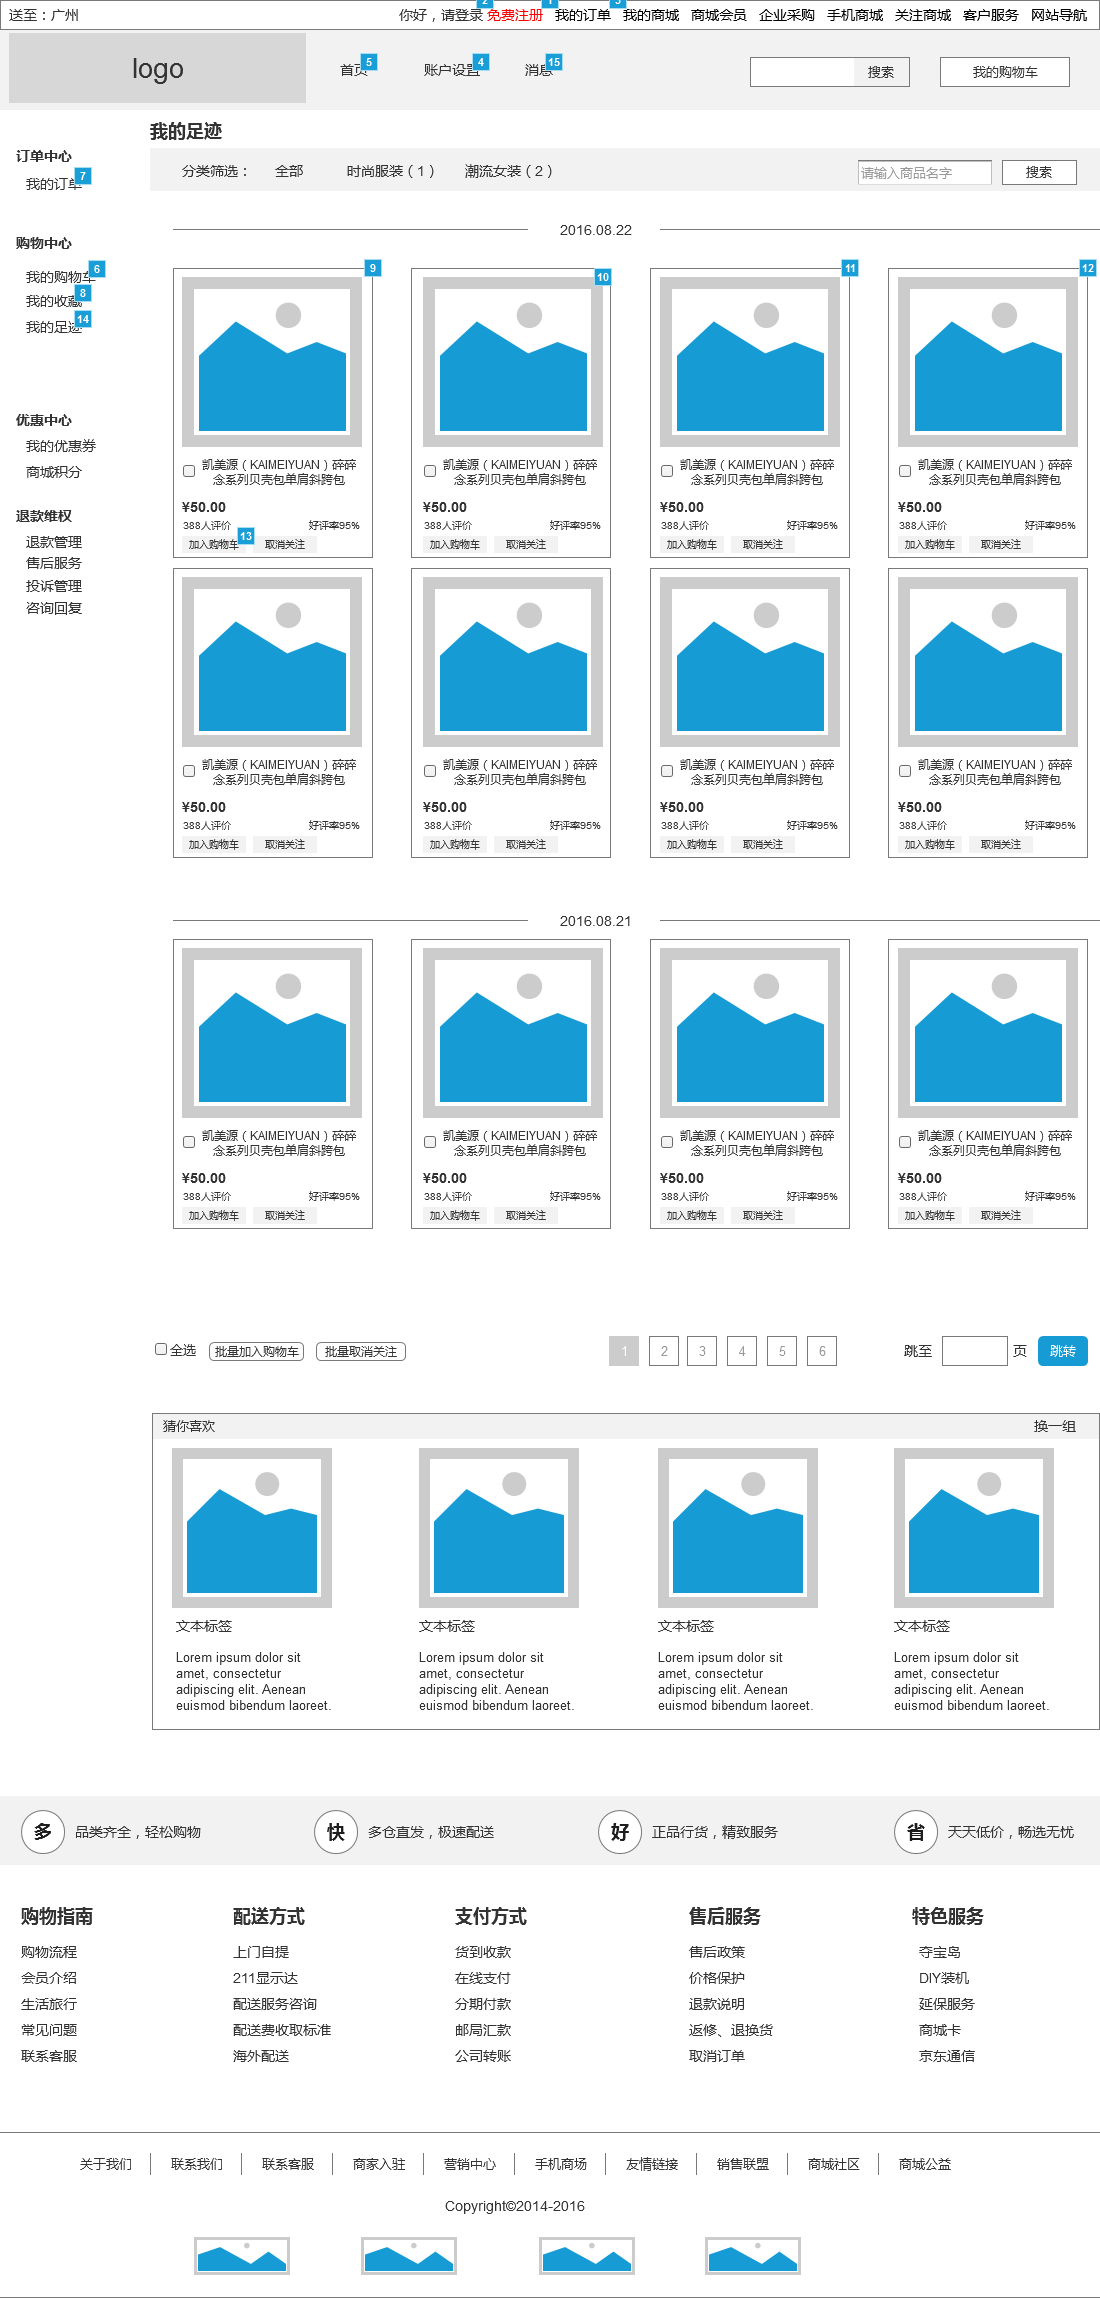 送至：广州
你好，请登录 免费注册 我的订单 我的商城 商城会员 企业采购 手机商城 关注商城 客户服务 网站导航
2 1 3
logo
首页 5 账户设置 4 消息 15
搜索 我的购物车
我的足迹
订单中心
我的订单 7
购物中心
我的购物车 6
我的收藏 8
我的足迹 14
优惠中心
我的优惠券
商城积分
退款维权
退款管理
售后服务
投诉管理
咨询回复
分类筛选： 全部 时尚服装（1） 潮流女装（2） 请输入商品名字 搜索
2016.08.22
9 10 11 12
凯美源（KAIMEIYUAN）碎碎 凯美源（KAIMEIYUAN）碎碎 凯美源（KAIMEIYUAN）碎碎 凯美源（KAIMEIYUAN）碎碎
念系列贝壳包单肩斜跨包 念系列贝壳包单肩斜跨包 念系列贝壳包单肩斜跨包 念系列贝壳包单肩斜跨包
¥50.00 ¥50.00 ¥50.00 ¥50.00
388人评价 好评率95% 388人评价 好评率95% 388人评价 好评率95% 388人评价 好评率95%
加入购物车 13 取消关注 加入购物车 取消关注 加入购物车 取消关注 加入购物车 取消关注
凯美源（KAIMEIYUAN）碎碎 凯美源（KAIMEIYUAN）碎碎 凯美源（KAIMEIYUAN）碎碎 凯美源（KAIMEIYUAN）碎碎
念系列贝壳包单肩斜跨包 念系列贝壳包单肩斜跨包 念系列贝壳包单肩斜跨包 念系列贝壳包单肩斜跨包
¥50.00 ¥50.00 ¥50.00 ¥50.00
388人评价 好评率95% 388人评价 好评率95% 388人评价 好评率95% 388人评价 好评率95%
加入购物车 取消关注 加入购物车 取消关注 加入购物车 取消关注 加入购物车 取消关注
2016.08.21
凯美源（KAIMEIYUAN）碎碎 凯美源（KAIMEIYUAN）碎碎 凯美源（KAIMEIYUAN）碎碎 凯美源（KAIMEIYUAN）碎碎
念系列贝壳包单肩斜跨包 念系列贝壳包单肩斜跨包 念系列贝壳包单肩斜跨包 念系列贝壳包单肩斜跨包
¥50.00 ¥50.00 ¥50.00 ¥50.00
388人评价 好评率95% 388人评价 好评率95% 388人评价 好评率95% 388人评价 好评率95%
加入购物车 取消关注 加入购物车 取消关注 加入购物车 取消关注 加入购物车 取消关注
全选 批量加入购物车 批量取消关注 1 2 3 4 5 6 跳至 页 跳转
猜你喜欢 换一组
文本标签 文本标签 文本标签 文本标签
Lorem ipsum dolor sit Lorem ipsum dolor sit Lorem ipsum dolor sit Lorem ipsum dolor sit
amet, consectetur amet, consectetur amet, consectetur amet, consectetur
adipiscing elit. Aenean adipiscing elit. Aenean adipiscing elit. Aenean adipiscing elit. Aenean
euismod bibendum laoreet. euismod bibendum laoreet. euismod bibendum laoreet. euismod bibendum laoreet.
多 品类齐全，轻松购物 快 多仓直发，极速配送 好 正品行货，精致服务 省 天天低价，畅选无忧
购物指南 配送方式 支付方式 售后服务 特色服务
购物流程 上门自提 货到收款 售后政策 夺宝岛
会员介绍 211显示达 在线支付 价格保护 DIY装机
生活旅行 配送服务咨询 分期付款 退款说明 延保服务
常见问题 配送费收取标准 邮局汇款 返修、退换货 商城卡
联系客服 海外配送 公司转账 取消订单 京东通信
关于我们 联系我们 联系客服 商家入驻 营销中心 手机商场 友情链接 销售联盟 商城社区 商城公益
Copyright©2014-2016